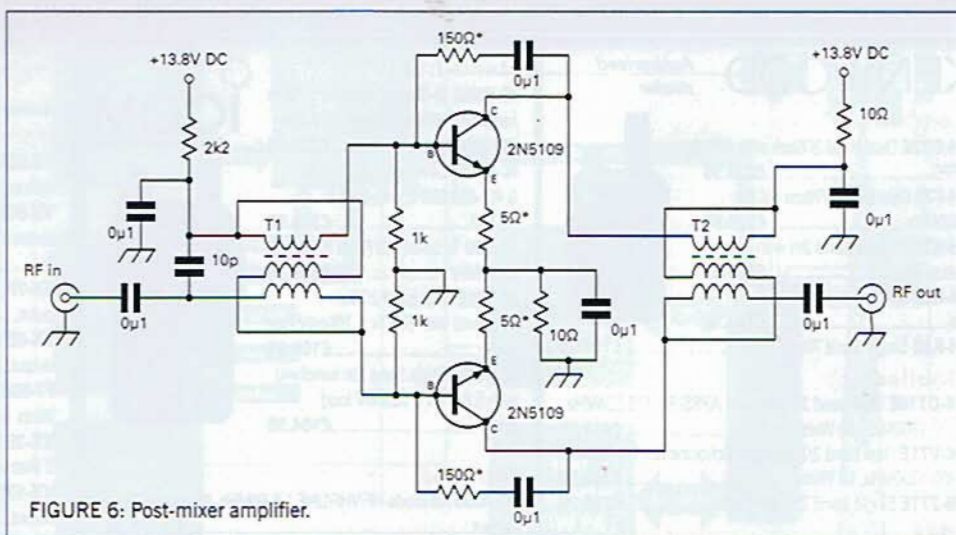 +13.8V DC
150Ω*
0µ1
+13.8V DC
2k2
10Ω
C
B
2N5109
E
0µ1
0µ1
T1
5Ω*
T2
1k
10p
RF in
RF out
0µ1
1k
5Ω*
10Ω
0µ1
0µ1
E
B
2N5109
C
150Ω*
0µ1
FIGURE 6: Post-mixer amplifier.